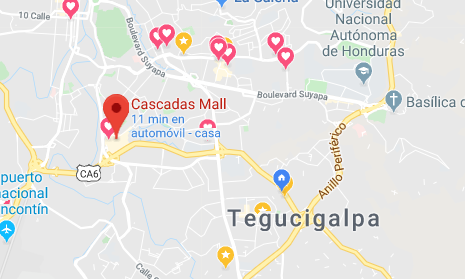 La Galería
10 Calle
Boulevard Suyapa
Universidad
Nacional
Autónoma
de Honduras
Boulevard Suyapa
Basílica d
Cascadas Mall
11 min en
automóvil - casa
Anillo Periférico
CA6
puerto
nacional
ncontín
Tegucigalpa
Calle